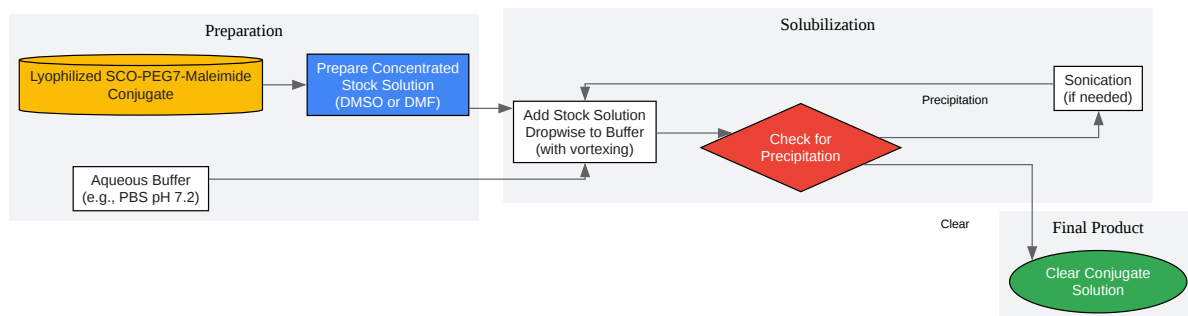 Preparation
Lyophilized SCO-PEG7-Maleimide
Conjugate
Prepare Concentrated
Stock Solution
(DMSO or DMF)
Aqueous Buffer
(e.g., PBS pH 7.2)
Solubilization
Add Stock Solution
Dropwise to Buffer
(with vortexing)
Check for
Precipitation
Precipitation
Sonication
(if needed)
Clear
Final Product
Clear Conjugate
Solution